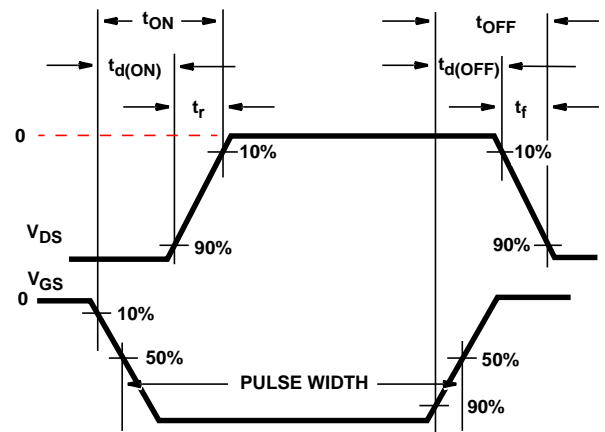 tON
tOFF
td(ON)
td(OFF)
tr
tf
0
10%
10%
VDS
90%
90%
VGS
0
10%
50%
50%
PULSE WIDTH
90%